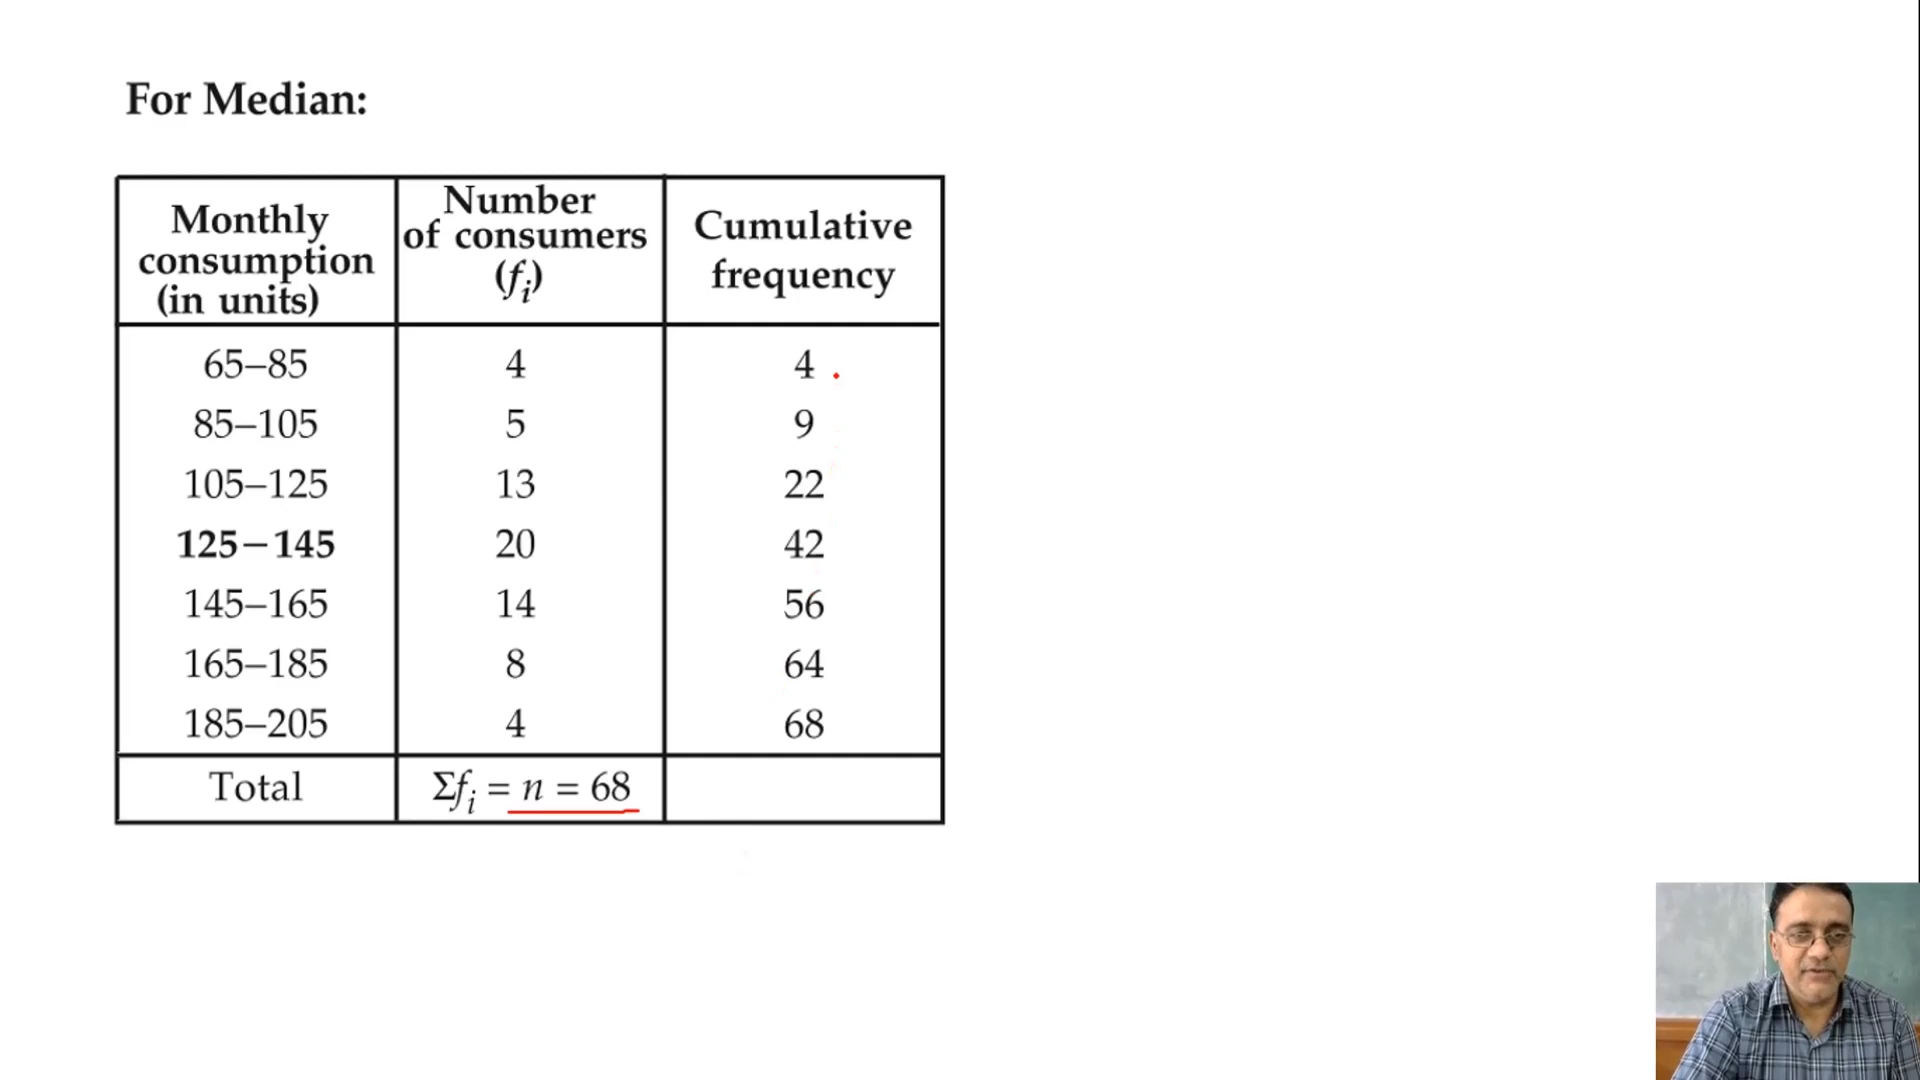 For Median:
Monthly consumption (in units) | Number of consumers (fᵢ) | Cumulative frequency
65–85 | 4 | 4
85–105 | 5 | 9
105–125 | 13 | 22
125–145 | 20 | 42
145–165 | 14 | 56
165–185 | 8 | 64
185–205 | 4 | 68
Total | Σfᵢ = n = 68